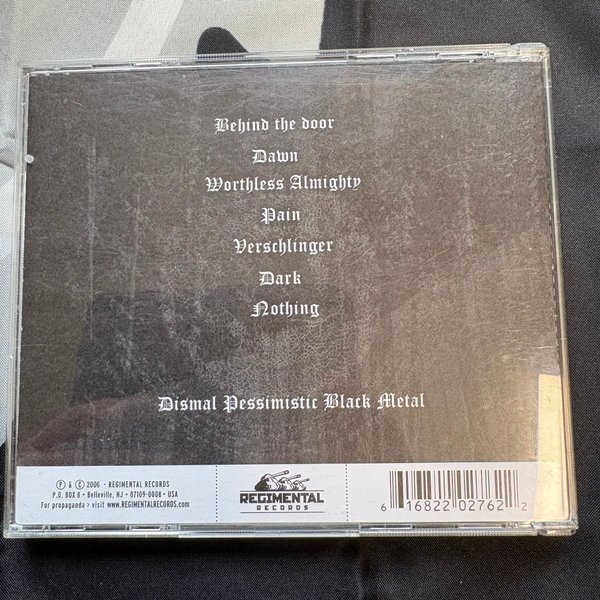 Behind the door
Dawn
Worthless Almighty
Pain
Verschlinger
Dark
Nothing
Dismal Pessimistic Black Metal
Ⓟ & © 2006 - REGIMENTAL RECORDS
P.O. BOX 8 • Belleville, NJ • 07109-0008 • USA
For propaganda > visit www.REGIMENTALRECORDS.com
REGIMENTAL
RECORDS
6 16822 02762 2